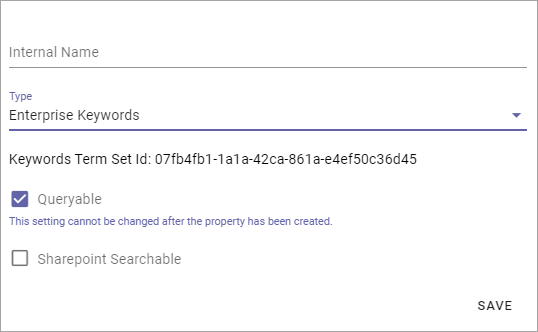 Internal Name
Type
Enterprise Keywords
Keywords Term Set Id: 07fb4fb1-1a1a-42ca-861a-e4ef50c36d45
Queryable
This setting cannot be changed after the property has been created.
Sharepoint Searchable
SAVE